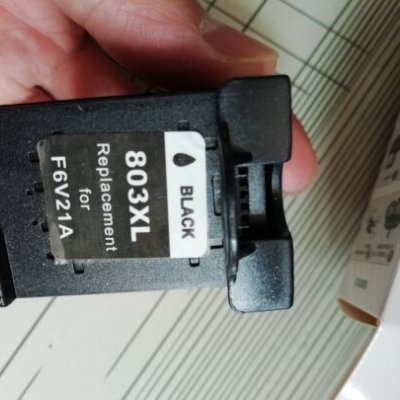 BLACK
803XL
Replacement
for
F6V21A